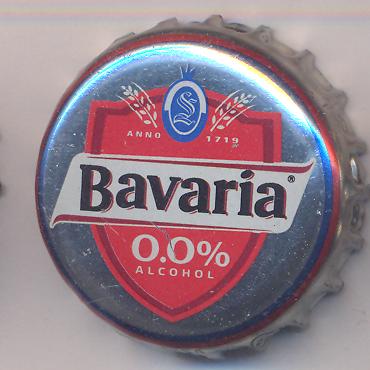 S
ANNO 1719
Bavaria®
0.0%
ALCOHOL